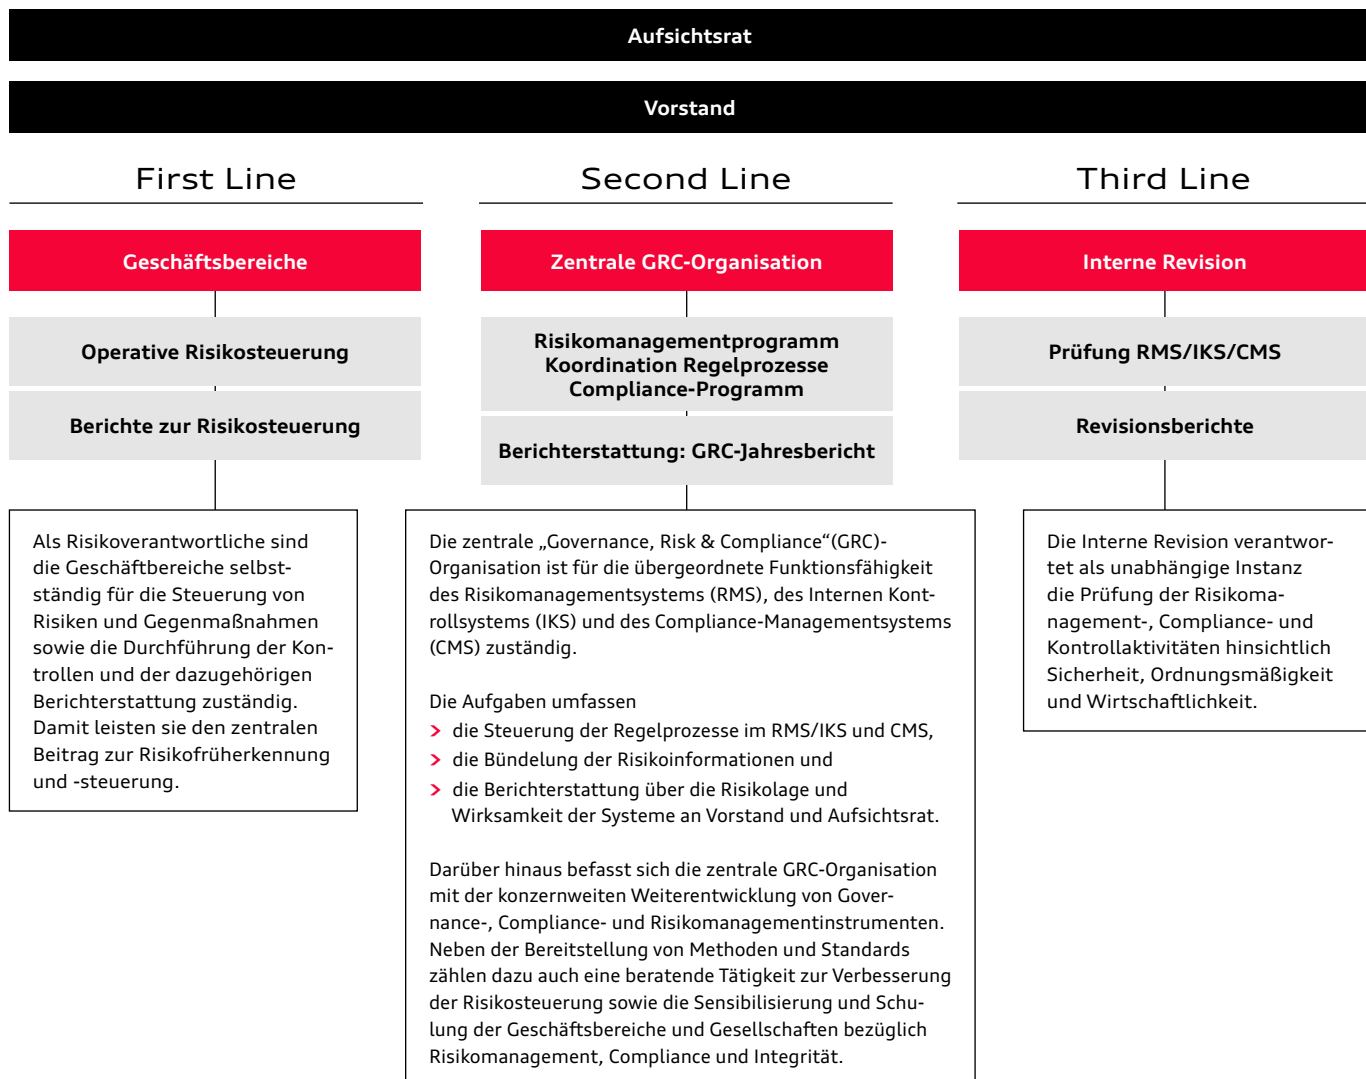 Aufsichtsrat
Vorstand
First Line
Geschäftsbereiche
Operative Risikosteuerung
Berichte zur Risikosteuerung
Als Risikoverantwortliche sind
die Geschäftbereiche selbst-
ständig für die Steuerung von
Risiken und Gegenmaßnahmen
sowie die Durchführung der Kon-
trollen und der dazugehörigen
Berichterstattung zuständig.
Damit leisten sie den zentralen
Beitrag zur Risikofrüherkennung
und -steuerung.
Second Line
Zentrale GRC-Organisation
Risikomanagementprogramm
Koordination Regelprozesse
Compliance-Programm
Berichterstattung: GRC-Jahresbericht
Die zentrale „Governance, Risk & Compliance“(GRC)-
Organisation ist für die übergeordnete Funktionsfähigkeit
des Risikomanagementsystems (RMS), des Internen Kont-
rollsystems (IKS) und des Compliance-Managementsystems
(CMS) zuständig.
Die Aufgaben umfassen
> die Steuerung der Regelprozesse im RMS/IKS und CMS,
> die Bündelung der Risikoinformationen und
> die Berichterstattung über die Risikolage und
Wirksamkeit der Systeme an Vorstand und Aufsichtsrat.
Darüber hinaus befasst sich die zentrale GRC-Organisation
mit der konzernweiten Weiterentwicklung von Gover-
nance-, Compliance- und Risikomanagementinstrumenten.
Neben der Bereitstellung von Methoden und Standards
zählen dazu auch eine beratende Tätigkeit zur Verbesserung
der Risikosteuerung sowie die Sensibilisierung und Schu-
lung der Geschäftsbereiche und Gesellschaften bezüglich
Risikomanagement, Compliance und Integrität.
Third Line
Interne Revision
Prüfung RMS/IKS/CMS
Revisionsberichte
Die Interne Revision verantwor-
tet als unabhängige Instanz
die Prüfung der Risikoma-
nagement-, Compliance- und
Kontrollaktivitäten hinsichtlich
Sicherheit, Ordnungsmäßigkeit
und Wirtschaftlichkeit.